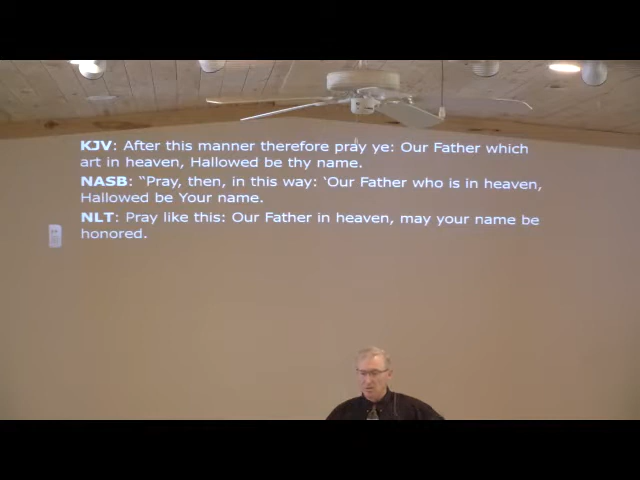 KJV: After this manner therefore pray ye: Our Father which
art in heaven, Hallowed be thy name.
NASB: “Pray, then, in this way: ‘Our Father who is in heaven,
Hallowed be Your name.
NLT: Pray like this: Our Father in heaven, may your name be
honored.